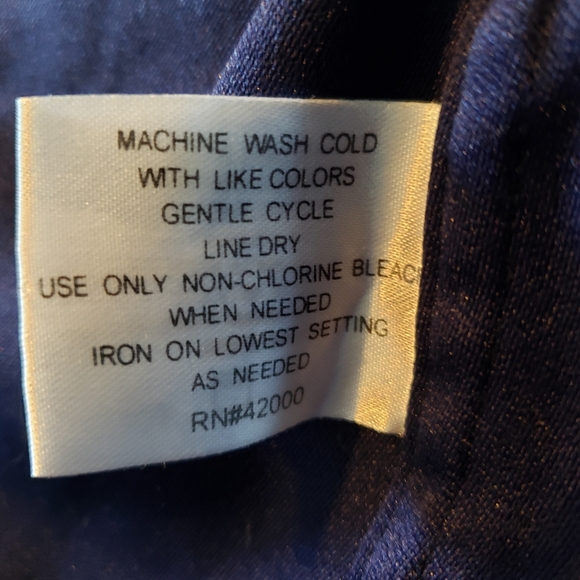 MACHINE WASH COLD
WITH LIKE COLORS
GENTLE CYCLE
LINE DRY
USE ONLY NON-CHLORINE BLEAC
WHEN NEEDED
IRON ON LOWEST SETTING
AS NEEDED
RN#42000